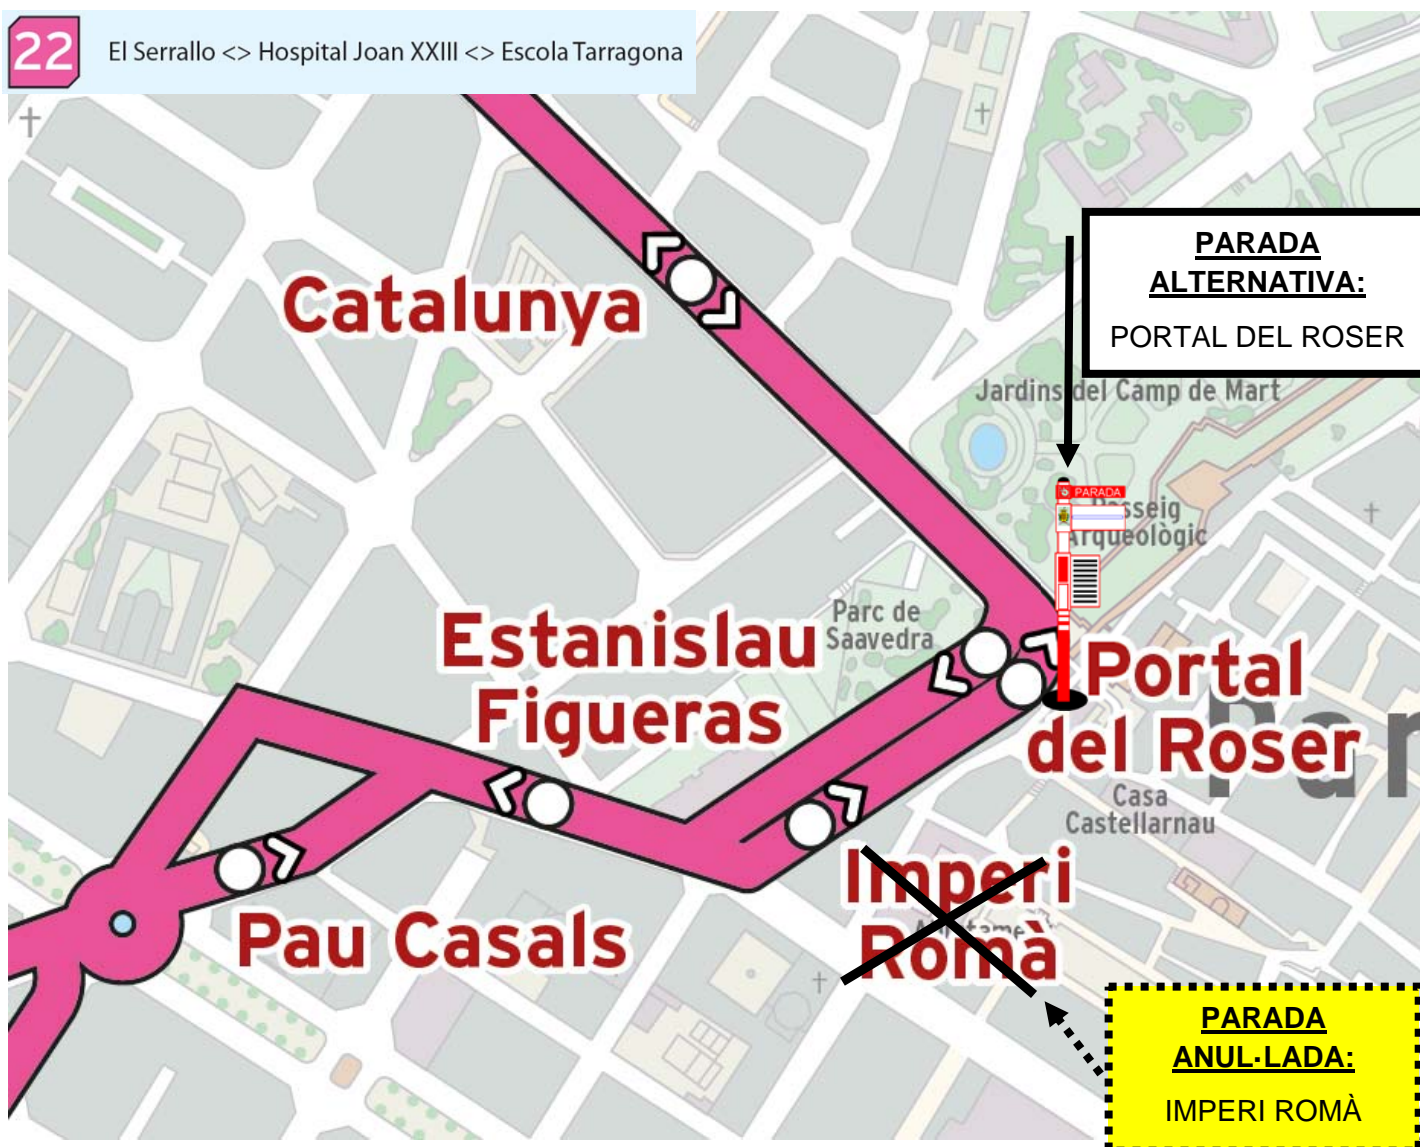 22
El Serrallo <> Hospital Joan XXIII <> Escola Tarragona
PARADA
ALTERNATIVA:
PORTAL DEL ROSER
Catalunya
Jardins del Camp de Mart
PARADA
Passeig
Arqueològic
Estanislau
Figueras
Parc de
Saavedra
Portal
del Roser
Par
Casa
Castellarnau
Imperi
Romà
Pau Casals
PARADA
ANUL·LADA:
IMPERI ROMÀ